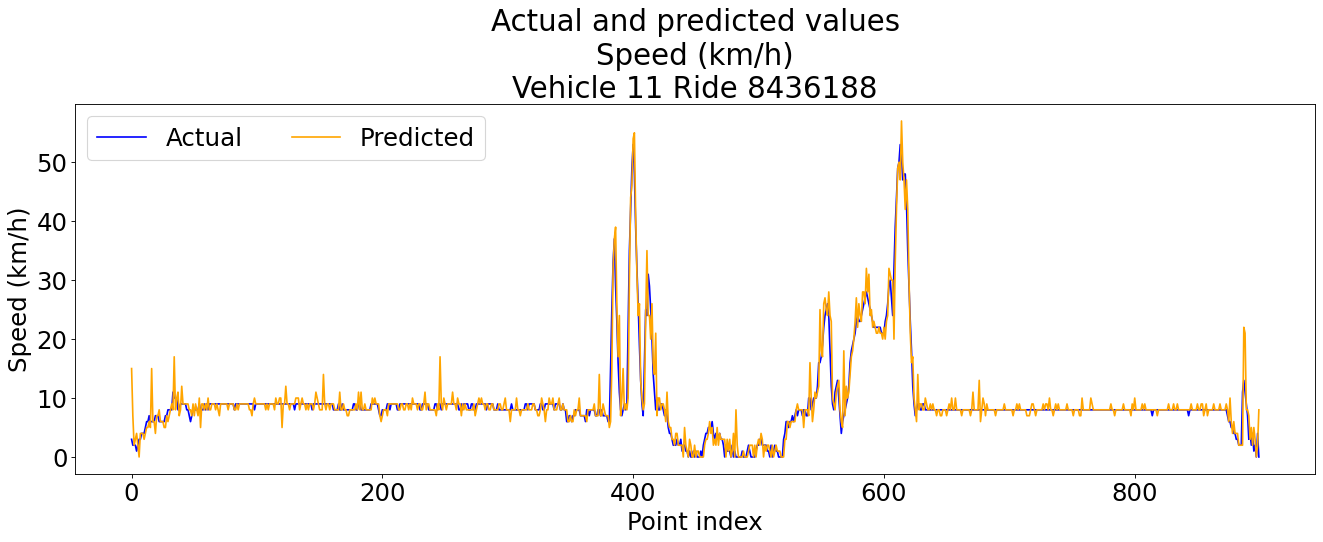 Actual and predicted values
Speed (km/h)
Vehicle 11 Ride 8436188
Actual
Predicted
Speed (km/h)
50
40
30
20
10
0
0
200
400
600
800
Point index